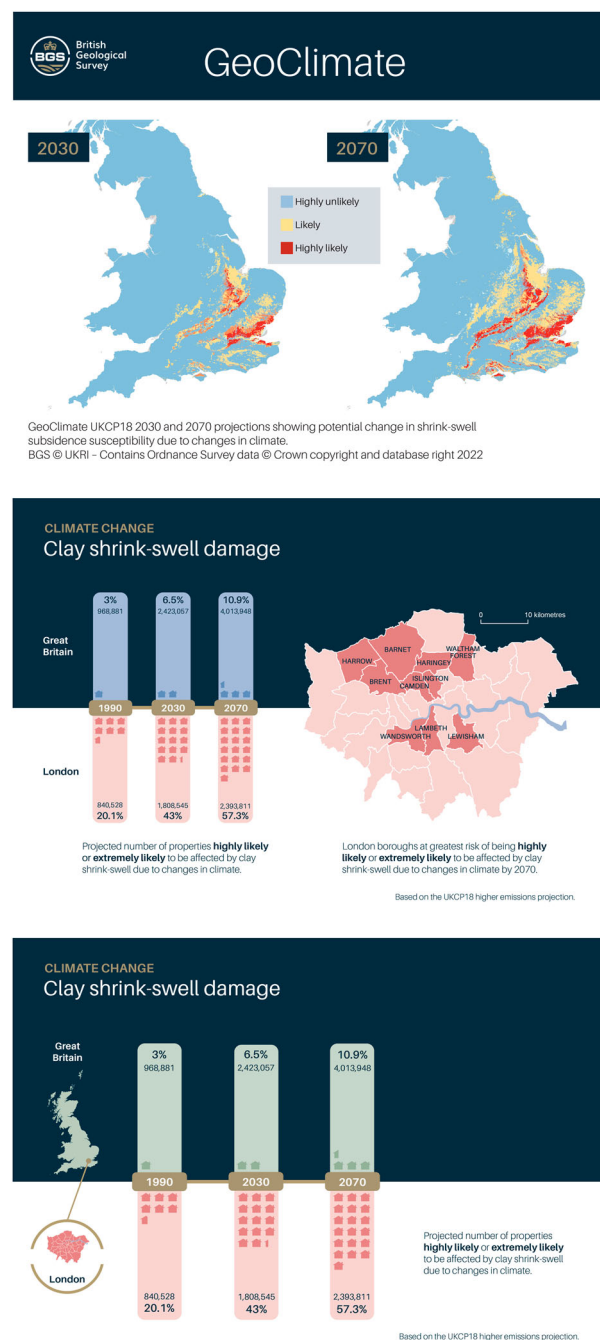 BGS
British
Geological
Survey
GeoClimate
2030
2070
Highly unlikely
Likely
Highly likely
GeoClimate UKCP18 2030 and 2070 projections showing potential change in shrink-swell
subsidence susceptibility due to changes in climate.
BGS © UKRI – Contains Ordnance Survey data © Crown copyright and database right 2022
CLIMATE CHANGE
Clay shrink-swell damage
Great
Britain
3%
968,881
6.5%
2,423,057
10.9%
4,013,948
1990
2030
2070
London
840,528
20.1%
1,808,545
43%
2,393,811
57.3%
Projected number of properties highly likely
or extremely likely to be affected by clay
shrink-swell due to changes in climate.
0
10 kilometres
BARNET
WALTHAM
FOREST
HARROW
HARINGEY
BRENT
ISLINGTON
CAMDEN
LAMBETH
WANDSWORTH
LEWISHAM
London boroughs at greatest risk of being highly
likely or extremely likely to be affected by clay
shrink-swell due to changes in climate by 2070.
Based on the UKCP18 higher emissions projection.
CLIMATE CHANGE
Clay shrink-swell damage
Great
Britain
3%
968,881
6.5%
2,423,057
10.9%
4,013,948
1990
2030
2070
London
840,528
20.1%
1,808,545
43%
2,393,811
57.3%
Projected number of properties
highly likely or extremely likely
to be affected by clay shrink-swell
due to changes in climate.
Based on the UKCP18 higher emissions projection.